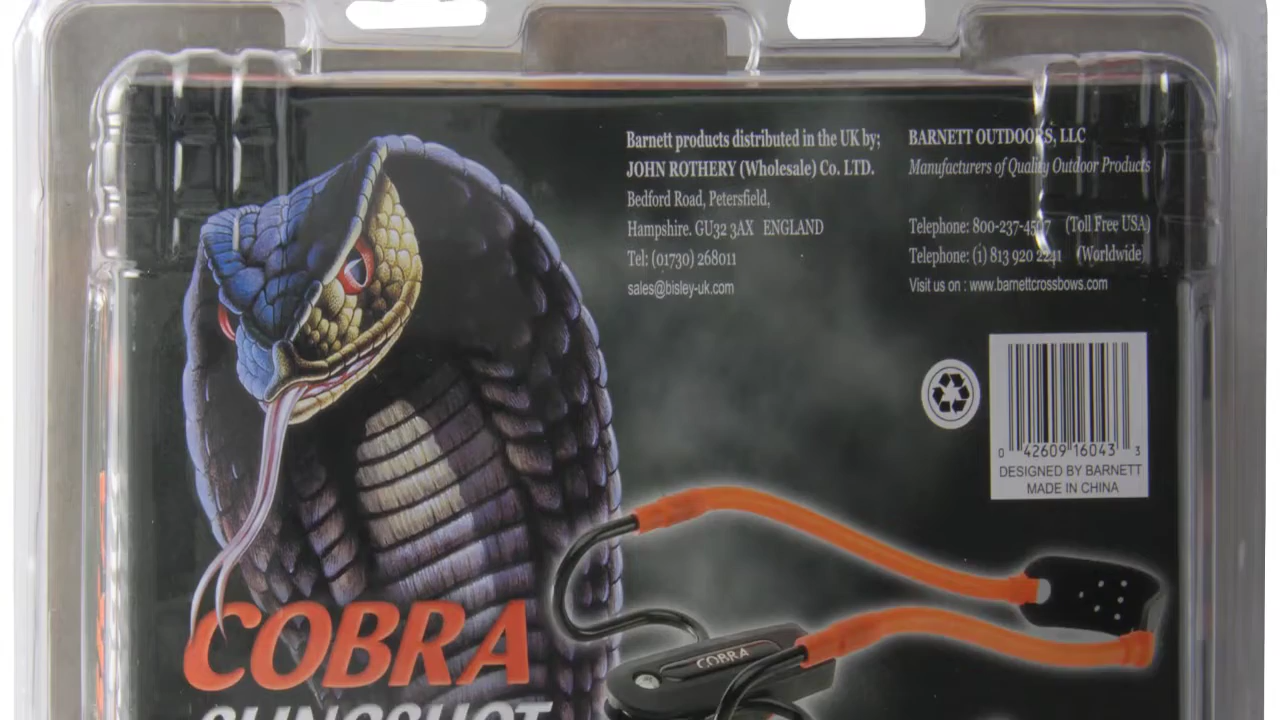 Barnett products distributed in the UK by;
JOHN ROTHERY (Wholesale) Co. LTD.
Bedford Road, Petersfield,
Hampshire. GU32 3AX ENGLAND
Tel: (01730) 268011
sales@bisley-uk.com
BARNETT OUTDOORS, LLC
Manufacturers of Quality Outdoor Products
Telephone: 800-237-4507 (Toll Free USA)
Telephone: (1) 813 920 2241 (Worldwide)
Visit us on : www.barnettcrossbows.com
0 42609 16043 3
DESIGNED BY BARNETT
MADE IN CHINA
COBRA
COBRA
SLINGSHOT